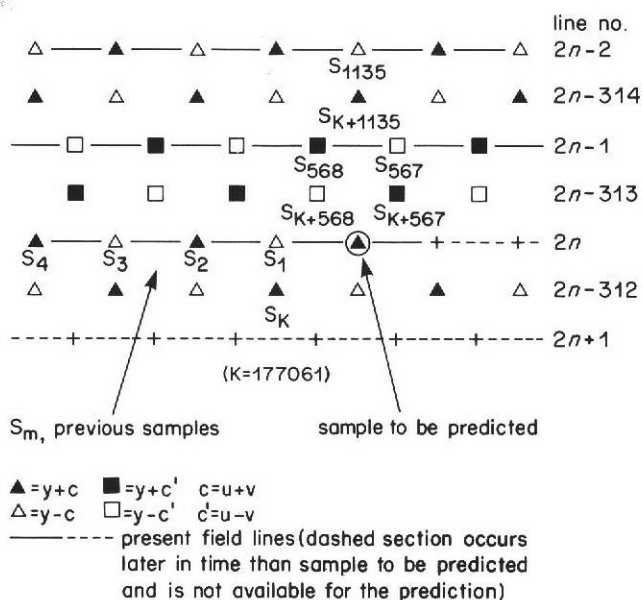 line no.
2n-2
S1135
2n-314
SK+1135
2n-1
S568 S567
2n-313
SK+568 SK+567
2n
S4 S3 S2 S1
2n-312
SK
2n+1
(K=177061)
Sm, previous samples sample to be predicted
▲=y+c ■=y+c' c=u+v
△=y-c □=y-c' c'=u-v
present field lines (dashed section occurs
later in time than sample to be predicted
and is not available for the prediction)